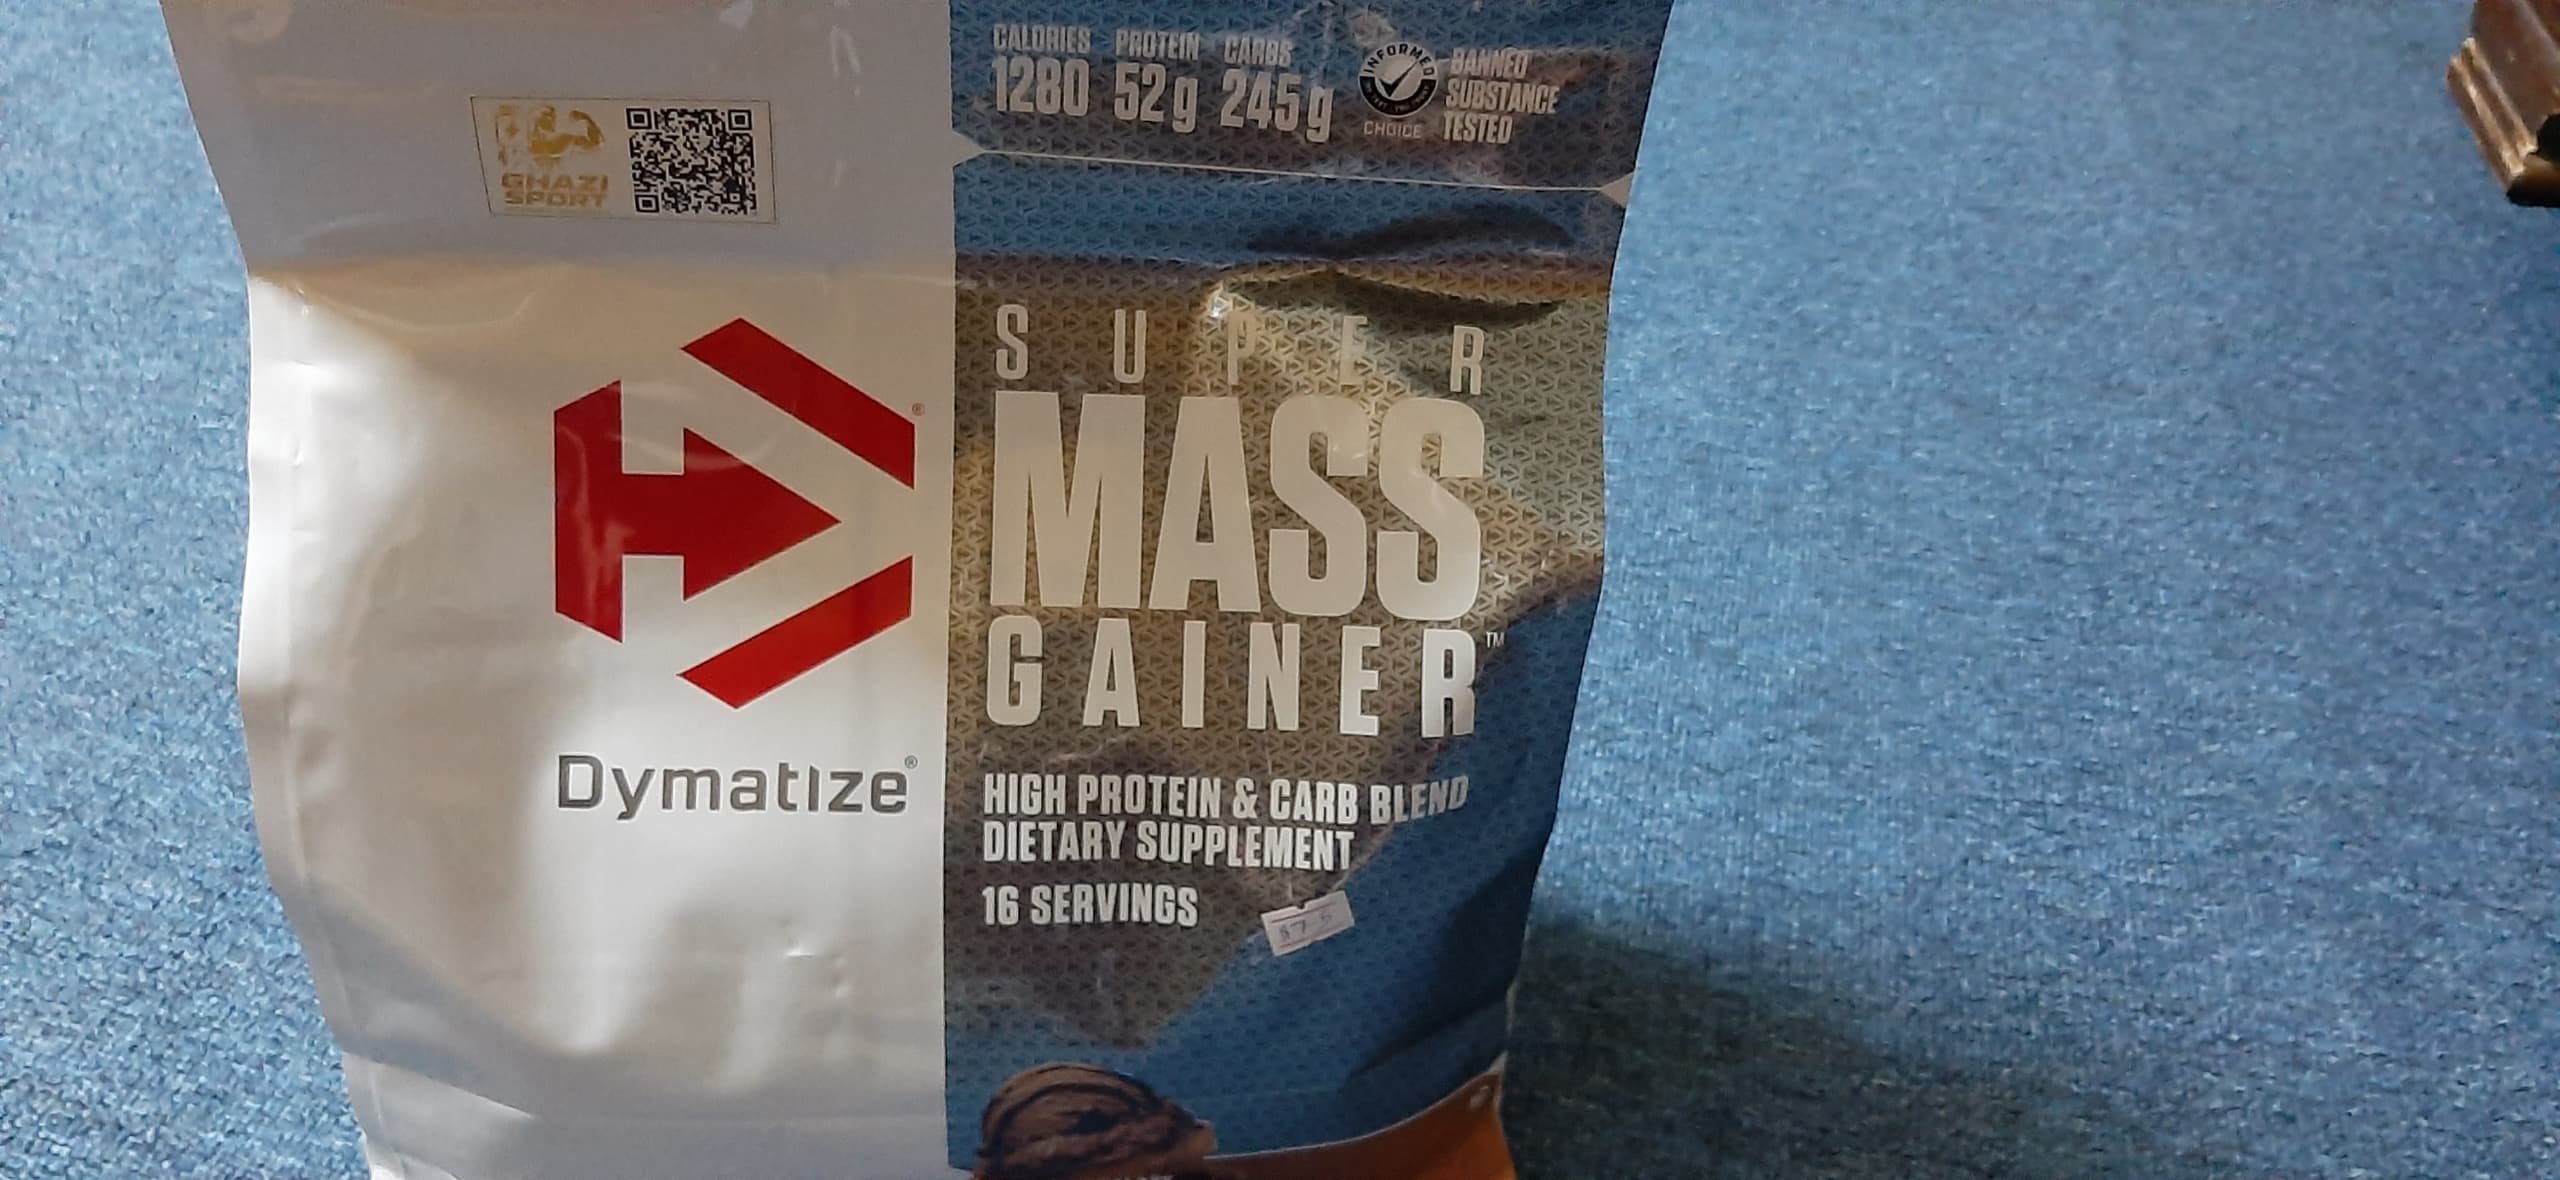 CALORIES PROTEIN CARBS
1280 52g 245g
INFORMED
CHOICE
BANNED
SUBSTANCE
TESTED
GHAZI
SPORT
SUPER
MASS
GAINER™
Dymatize®
HIGH PROTEIN & CARB BLEND
DIETARY SUPPLEMENT
16 SERVINGS